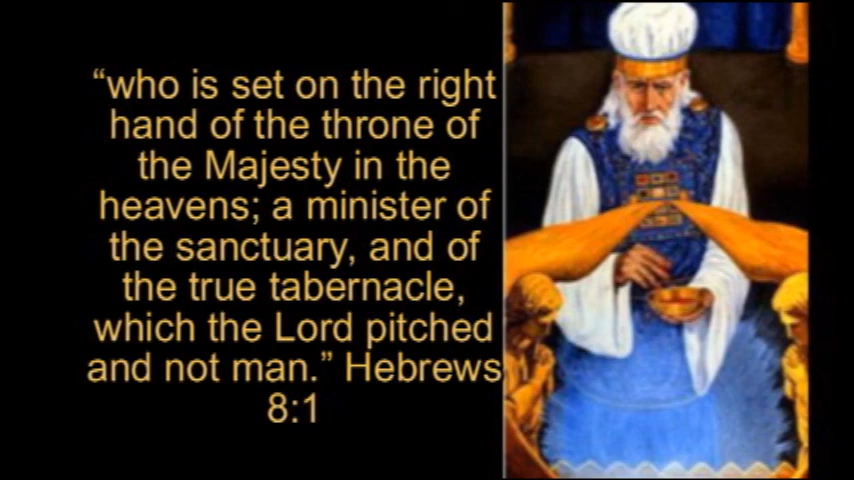 “who is set on the right
hand of the throne of
the Majesty in the
heavens; a minister of
the sanctuary, and of
the true tabernacle,
which the Lord pitched
and not man.” Hebrews
8:1